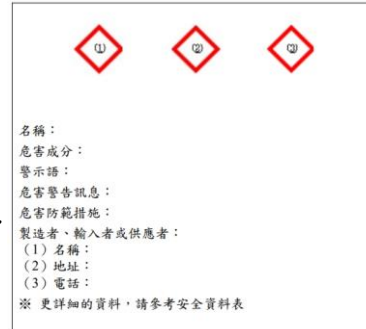 (1) (2) (3)
名稱：
危害成分：
警示語：
危害警告訊息：
危害防範措施：
製造者、輸入者或供應者：
（1）名稱：
（2）地址：
（3）電話：
※ 更詳細的資料，請參考安全資料表